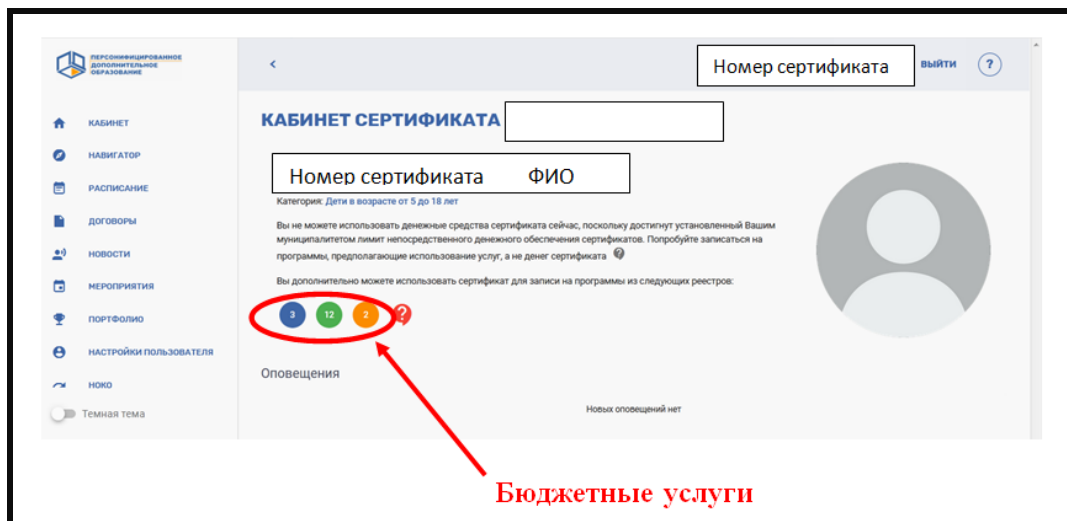 ПЕРСОНИФИЦИРОВАННОЕ
ДОПОЛНИТЕЛЬНОЕ
ОБРАЗОВАНИЕ
<
Номер сертификата
ВЫЙТИ
?
КАБИНЕТ
НАВИГАТОР
РАСПИСАНИЕ
ДОГОВОРЫ
НОВОСТИ
МЕРОПРИЯТИЯ
ПОРТФОЛИО
НАСТРОЙКИ ПОЛЬЗОВАТЕЛЯ
НОКО
Темная тема
КАБИНЕТ СЕРТИФИКАТА
Номер сертификата ФИО
Категория: Дети в возрасте от 5 до 18 лет
Вы не можете использовать денежные средства сертификата сейчас, поскольку достигнут установленный Вашим
муниципалитетом лимит непосредственного денежного обеспечения сертификатов. Попробуйте записаться на
программы, предполагающие использование услуг, а не денег сертификата ?
Вы дополнительно можете использовать сертификат для записи на программы из следующих реестров:
3 12 2 ?
Оповещения
Новых оповещений нет
Бюджетные услуги